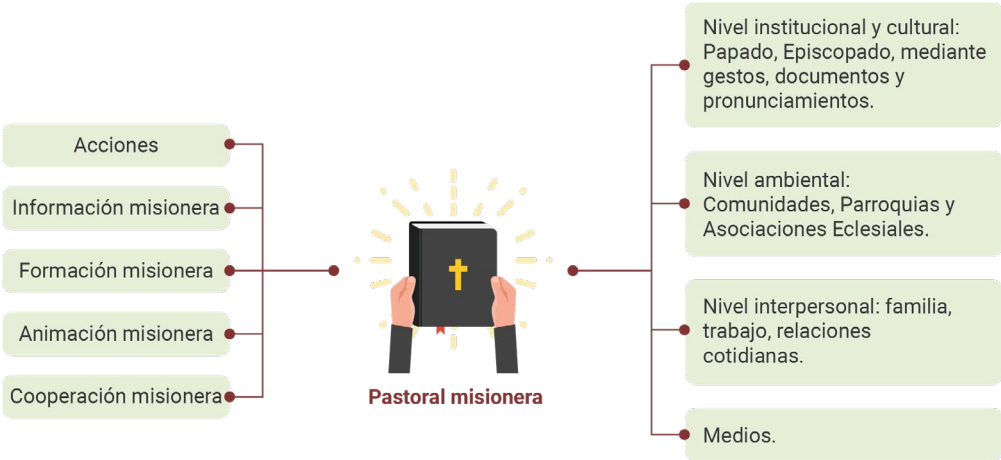 Acciones
Información misionera
Formación misionera
Animación misionera
Cooperación misionera
Pastoral misionera
Nivel institucional y cultural:
Papado, Episcopado, mediante
gestos, documentos y
pronunciamientos.
Nivel ambiental:
Comunidades, Parroquias y
Asociaciones Eclesiales.
Nivel interpersonal: familia,
trabajo, relaciones
cotidianas.
Medios.